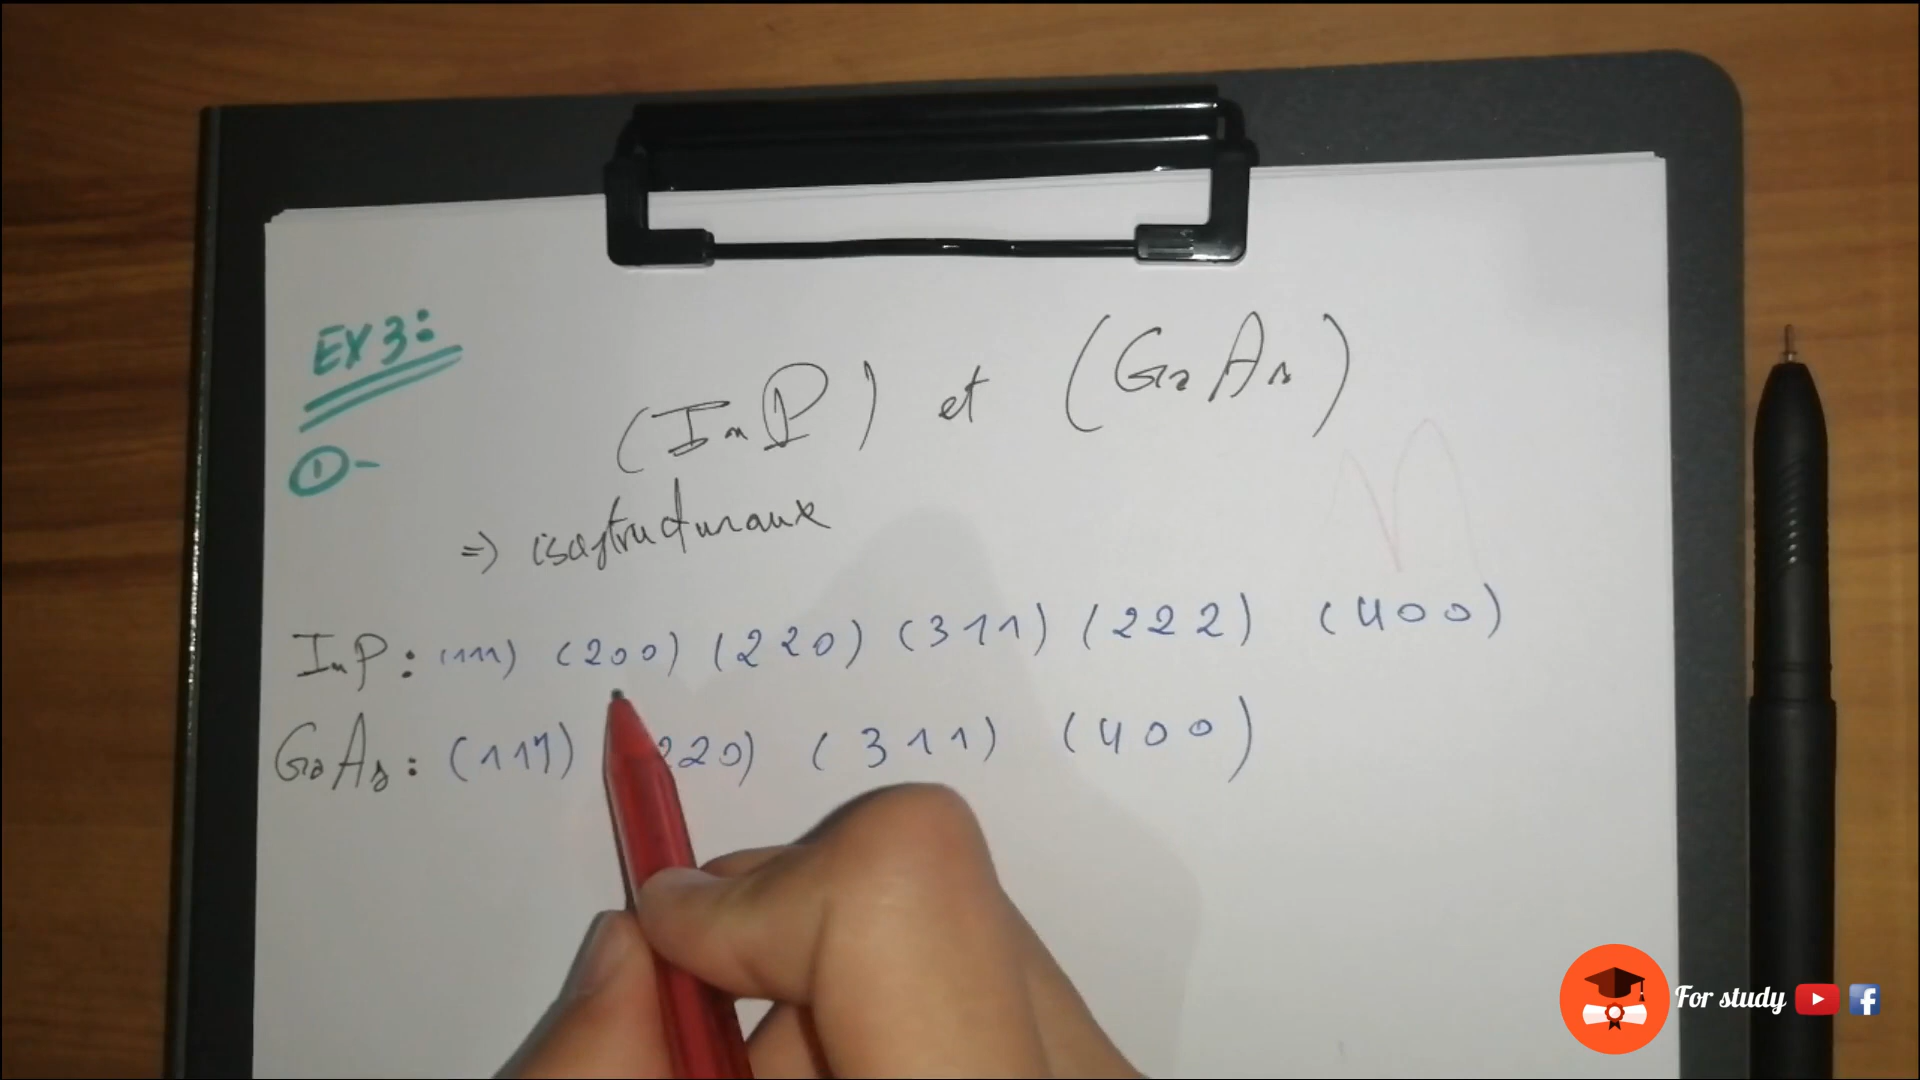 EX 3:
(InP) et (GaAs)
①-
=> isostructuraux
InP: (111) (200) (220) (311) (222) (400)
GaAs: (111) 220) (311) (400)
For study